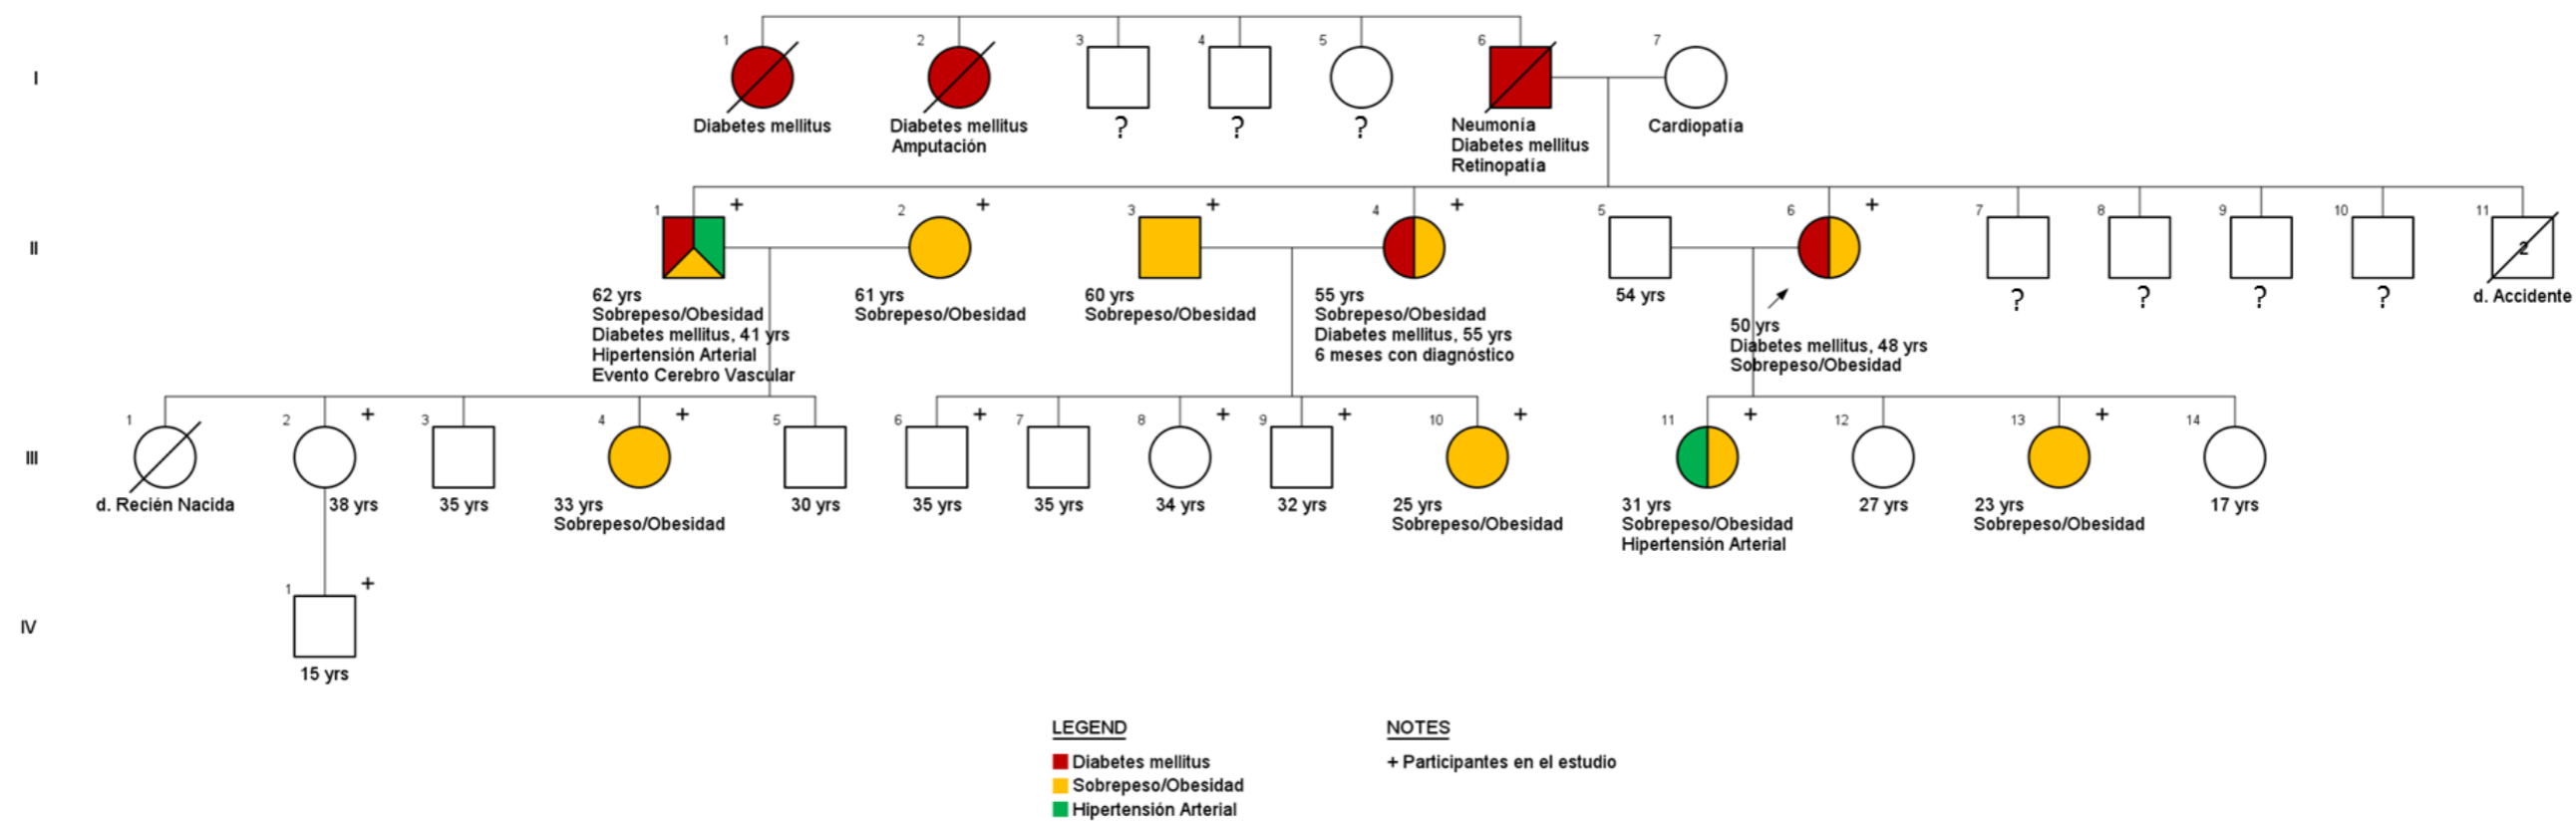 1 2 3 4 5 6 7
I
Diabetes mellitus
Diabetes mellitus
Amputación
?
?
?
Neumonía
Diabetes mellitus
Retinopatía
Cardiopatía
1 + 2 + 3 + 4 + 5 6 + 7 8 9 10 11
II
2
62 yrs
Sobrepeso/Obesidad
Diabetes mellitus, 41 yrs
Hipertensión Arterial
Evento Cerebro Vascular
61 yrs
Sobrepeso/Obesidad
60 yrs
Sobrepeso/Obesidad
55 yrs
Sobrepeso/Obesidad
Diabetes mellitus, 55 yrs
6 meses con diagnóstico
54 yrs
50 yrs
Diabetes mellitus, 48 yrs
Sobrepeso/Obesidad
?
?
?
?
d. Accidente
1 2 + 3 4 + 5 6 + 7 8 + 9 + 10 + 11 + 12 13 + 14
III
d. Recién Nacida
38 yrs
35 yrs
33 yrs
Sobrepeso/Obesidad
30 yrs
35 yrs
35 yrs
34 yrs
32 yrs
25 yrs
Sobrepeso/Obesidad
31 yrs
Sobrepeso/Obesidad
Hipertensión Arterial
27 yrs
23 yrs
Sobrepeso/Obesidad
17 yrs
1 +
IV
15 yrs
LEGEND
Diabetes mellitus
Sobrepeso/Obesidad
Hipertensión Arterial
NOTES
+ Participantes en el estudio